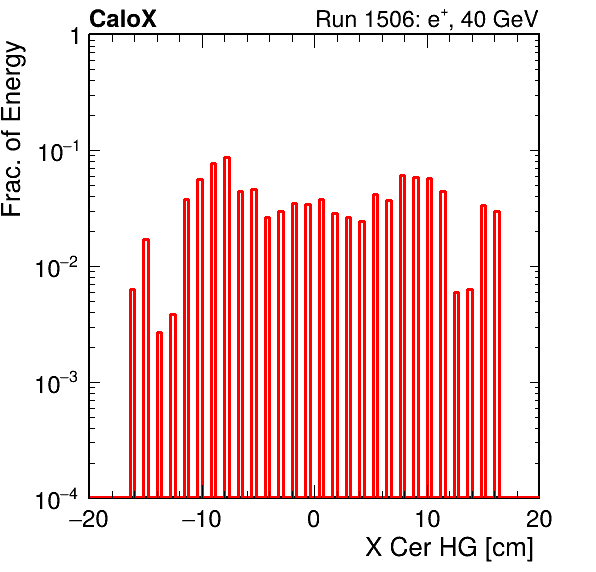 CaloX Run 1506: e⁺, 40 GeV
Frac. of Energy
1
10⁻¹
10⁻²
10⁻³
10⁻⁴
−20 −10 0 10 20
X Cer HG [cm]